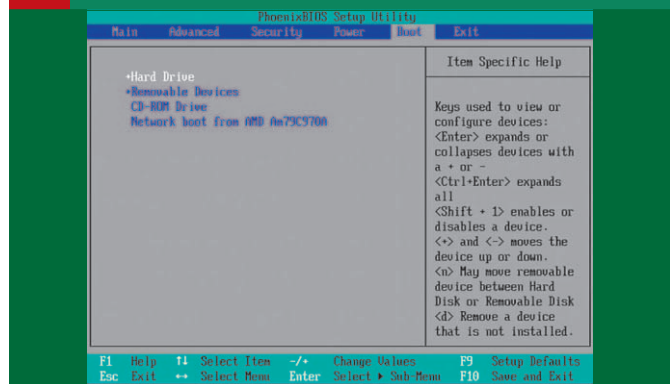 PhoenixBIOS Setup Utility
Main Advanced Security Power Boot Exit
+Hard Drive
+Removable Devices
CD-ROM Drive
Network boot from AMD Am79C970A
Item Specific Help
Keys used to view or
configure devices:
<Enter> expands or
collapses devices with
a + or -
<Ctrl+Enter> expands
all
<Shift + 1> enables or
disables a device.
<+> and <-> moves the
device up or down.
<n> May move removable
device between Hard
Disk or Removable Disk
<d> Remove a device
that is not installed.
F1 Help ↑↓ Select Item -/+ Change Values F9 Setup Defaults
Esc Exit ↔ Select Menu Enter Select ▶ Sub-Menu F10 Save and Exit